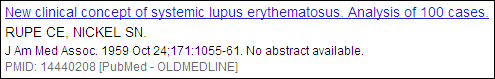 New clinical concept of systemic lupus erythematosus. Analysis of 100 cases.
RUPE CE, NICKEL SN.
J Am Med Assoc. 1959 Oct 24;171:1055-61. No abstract available.
PMID: 14440208 [PubMed - OLDMEDLINE]